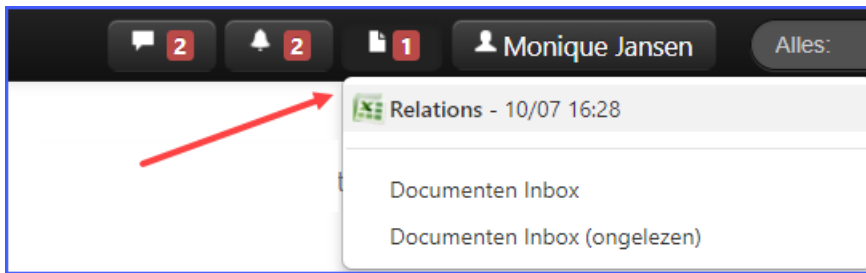 2 2 1 Monique Jansen Alles:
Relations - 10/07 16:28
Documenten Inbox
Documenten Inbox (ongelezen)